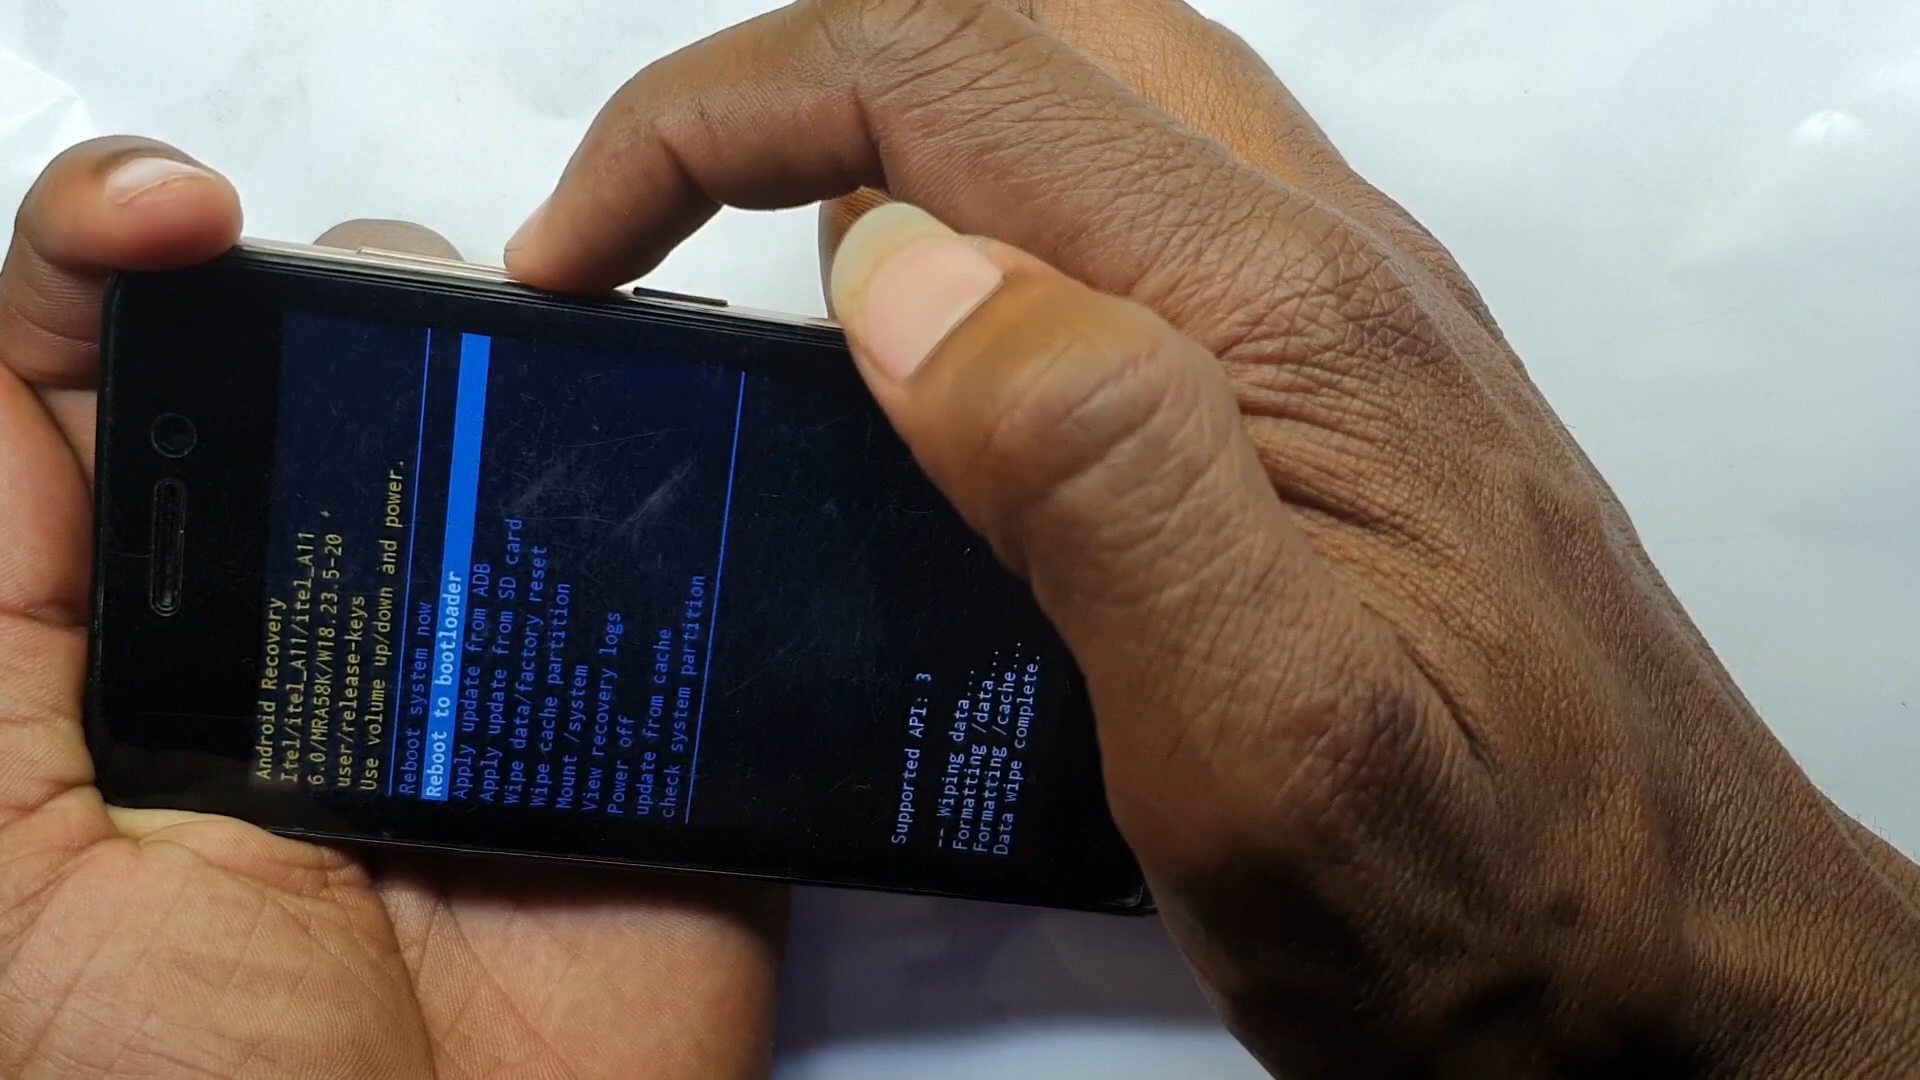 Android Recovery
Itel/itel_A11/itel_A11
6.0/MRA58K/W18.23.5-20
user/release-keys
Use volume up/down and power.
Reboot system now
Reboot to bootloader
Apply update from ADB
Apply update from SD card
Wipe data/factory reset
Wipe cache partition
Mount /system
View recovery logs
Power off
update from cache
check system partition
Supported API: 3
-- Wiping data...
Formatting /data...
Formatting /cache...
Data wipe complete.